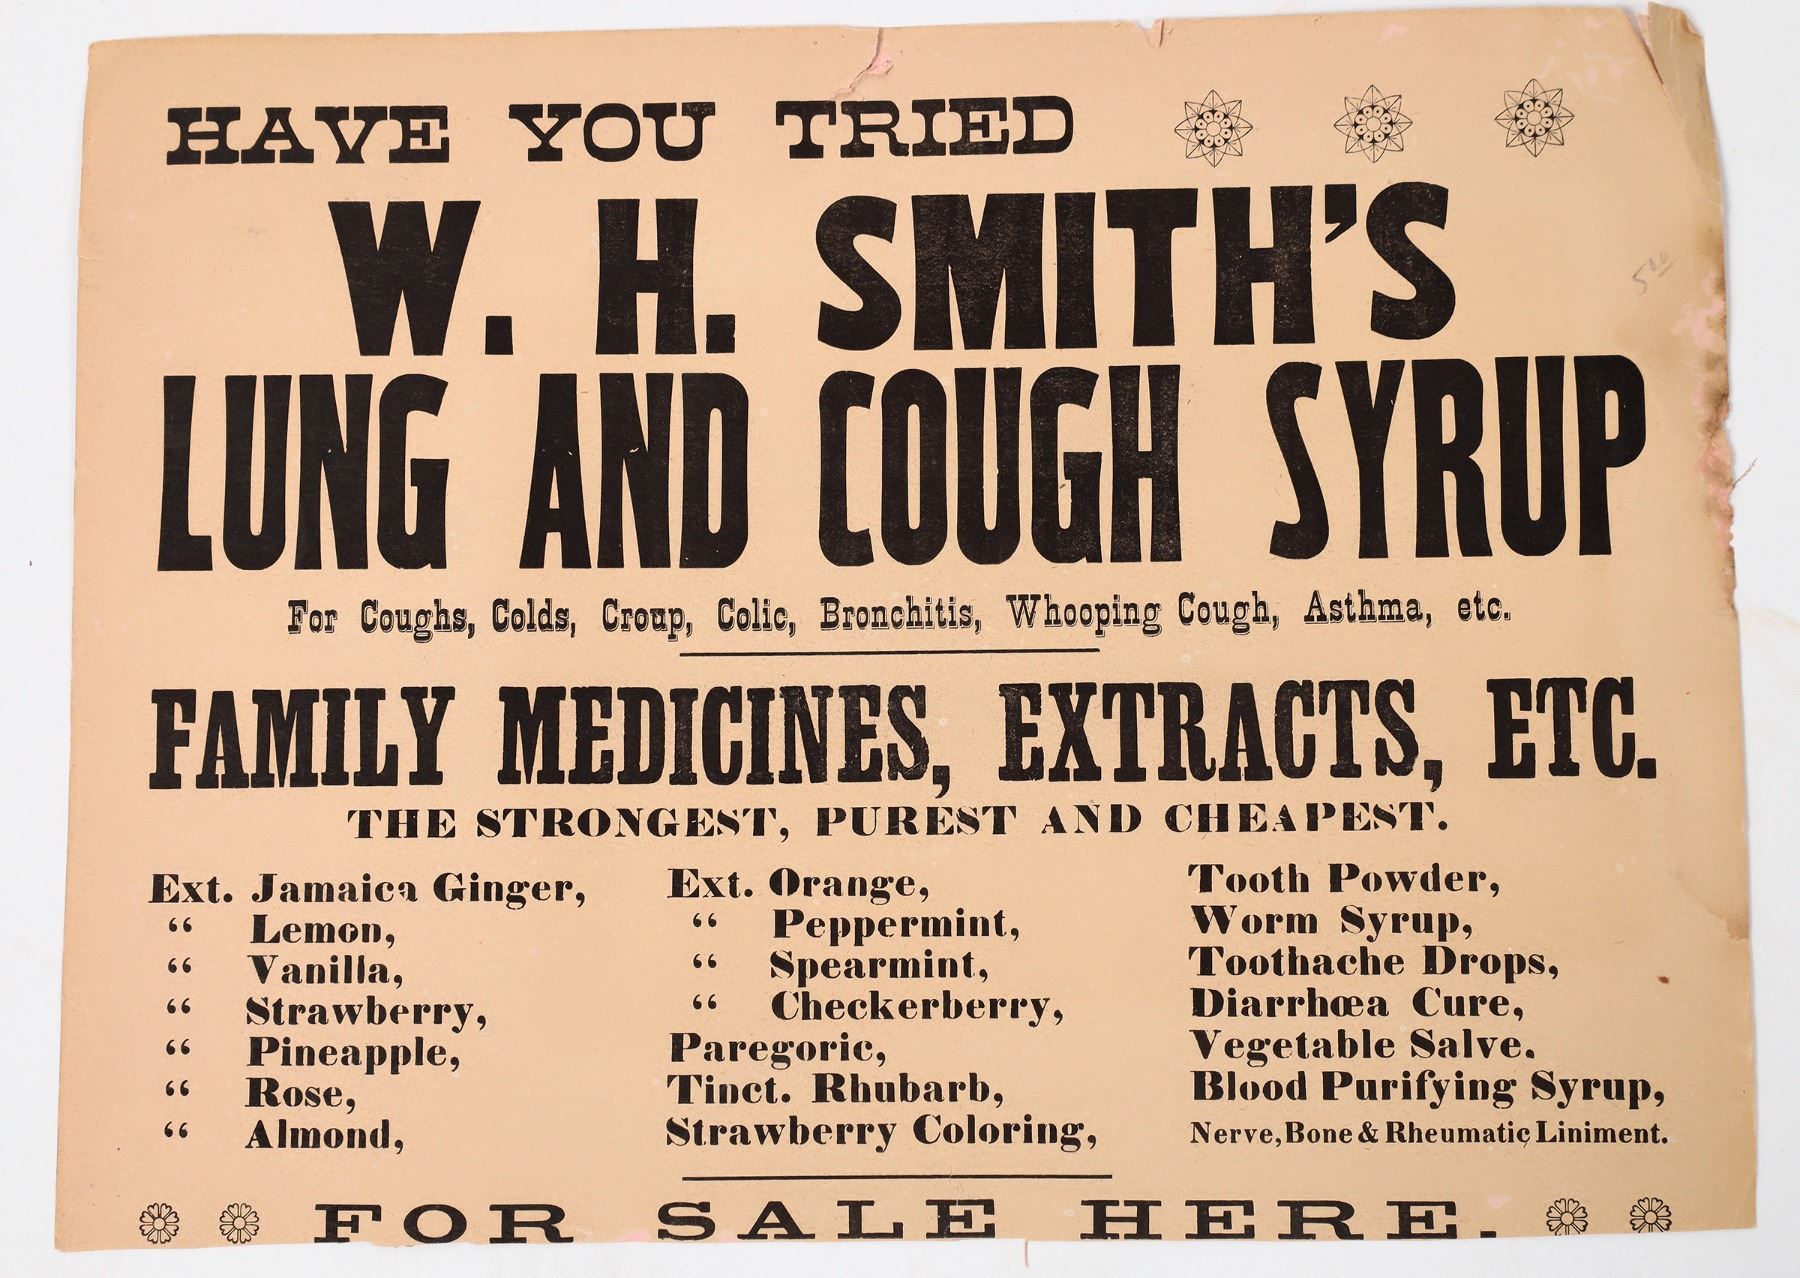 HAVE YOU TRIED
W. H. SMITH'S
5.00
LUNG AND COUGH SYRUP
For Coughs, Colds, Croup, Colic, Bronchitis, Whooping Cough, Asthma, etc.
FAMILY MEDICINES, EXTRACTS, ETC.
THE STRONGEST, PUREST AND CHEAPEST.
Ext. Jamaica Ginger,
“ Lemon,
“ Vanilla,
“ Strawberry,
“ Pineapple,
“ Rose,
“ Almond,
Ext. Orange,
“ Peppermint,
“ Spearmint,
“ Checkerberry,
Paregoric,
Tinct. Rhubarb,
Strawberry Coloring,
Tooth Powder,
Worm Syrup,
Toothache Drops,
Diarrhœa Cure,
Vegetable Salve.
Blood Purifying Syrup,
Nerve, Bone & Rheumatic Liniment.
FOR SALE HERE.